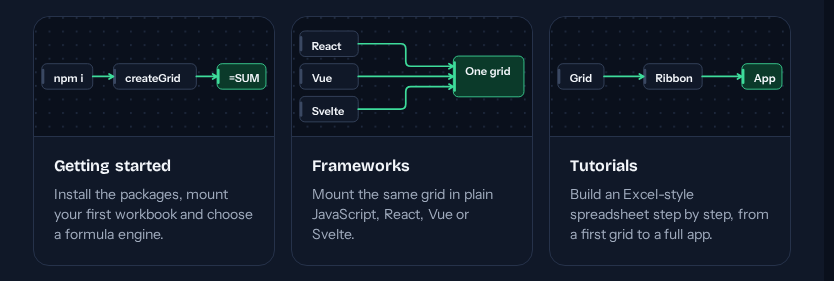 npm i
createGrid
=SUM
Getting started
Install the packages, mount
your first workbook and choose
a formula engine.
React
Vue
Svelte
One grid
Frameworks
Mount the same grid in plain
JavaScript, React, Vue or
Svelte.
Grid
Ribbon
App
Tutorials
Build an Excel-style
spreadsheet step by step, from
a first grid to a full app.